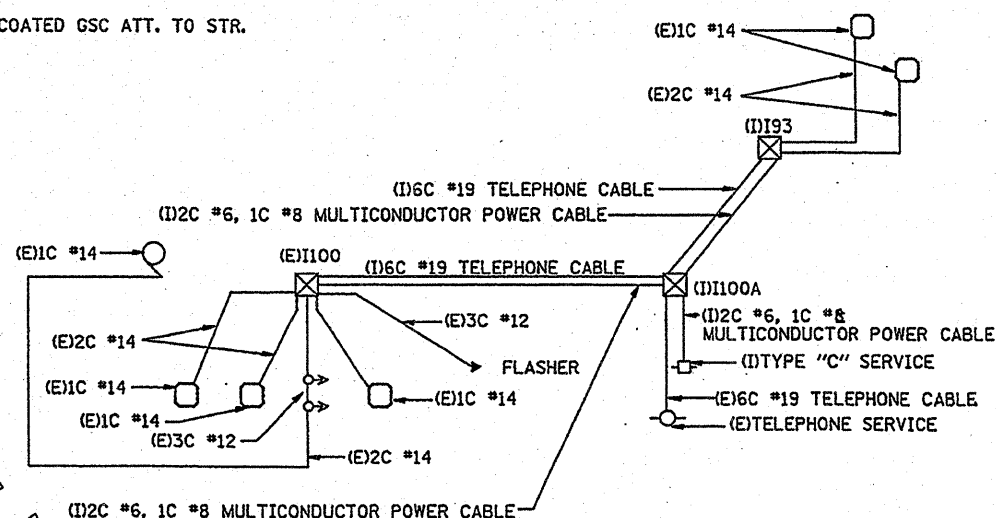 COATED GSC ATT. TO STR.
(E)1C #14
(E)2C #14
(I)I93
(I)6C #19 TELEPHONE CABLE
(I)2C #6, 1C #8 MULTICONDUCTOR POWER CABLE
(E)1C #14
(E)I100
(I)6C #19 TELEPHONE CABLE
(I)I100A
(E)3C #12
(I)2C #6, 1C #8
MULTICONDUCTOR POWER CABLE
(E)2C #14
FLASHER
(I)TYPE "C" SERVICE
(E)1C #14
(E)1C #14
(E)6C #19 TELEPHONE CABLE
(E)1C #14
(E)TELEPHONE SERVICE
(E)3C #12
(E)2C #14
(I)2C #6, 1C #8 MULTICONDUCTOR POWER CABLE